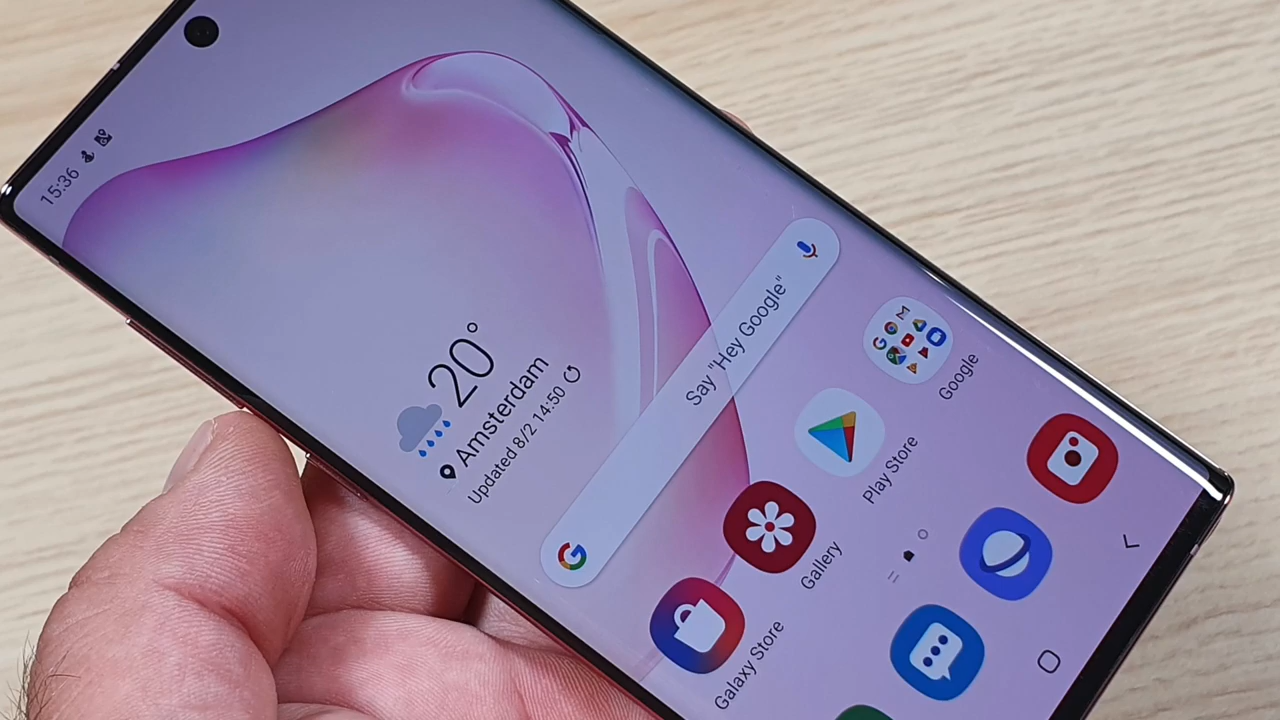 15:36
20°
Amsterdam
Updated 8/2 14:50
Say "Hey Google"
Galaxy Store
Gallery
Play Store
Google